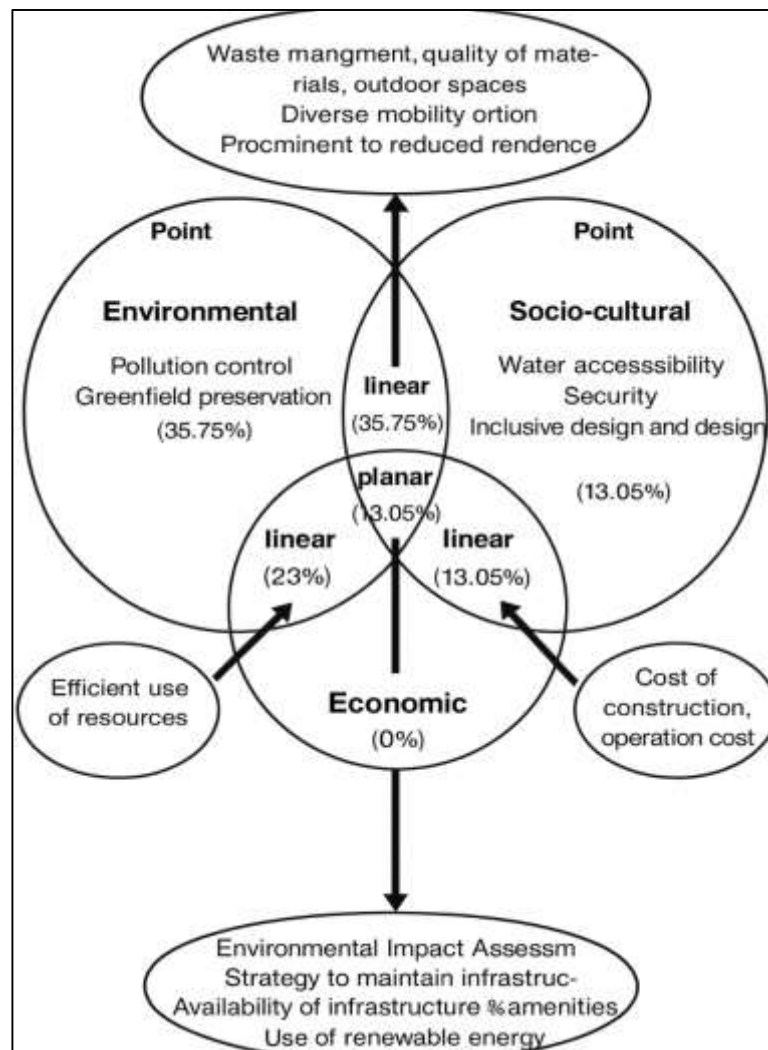 Waste mangment, quality of mate-
rials, outdoor spaces
Diverse mobility ortion
Procminent to reduced rendence
Point
Environmental
Pollution control
Greenfield preservation
(35.75%)
Point
Socio-cultural
Water accesssibility
Security
Inclusive design and design
(13.05%)
linear
(35.75%)
planar
(13.05%)
linear
(23%)
linear
(13.05%)
Efficient use
of resources
Economic
(0%)
Cost of
construction,
operation cost
Environmental Impact Assessm
Strategy to maintain infrastruc-
Availability of infrastructure %amenities
Use of renewable energy